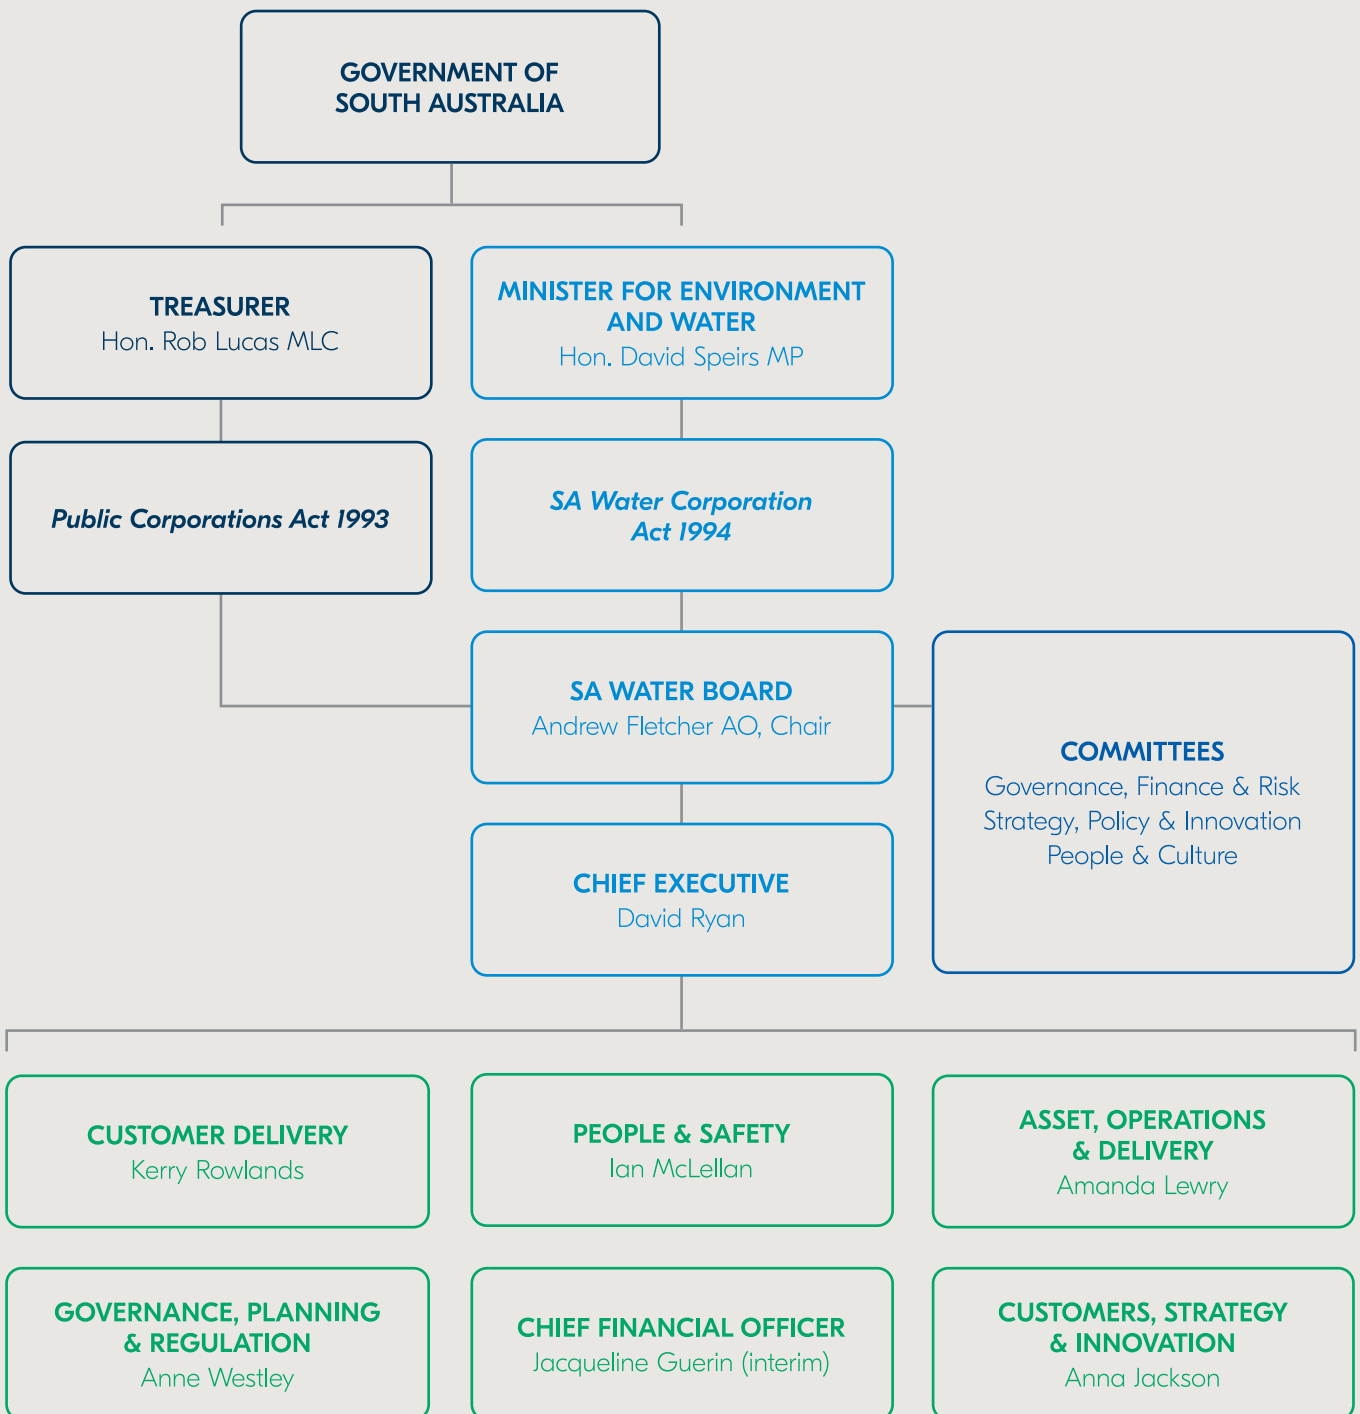 GOVERNMENT OF
SOUTH AUSTRALIA
TREASURER
Hon. Rob Lucas MLC
MINISTER FOR ENVIRONMENT
AND WATER
Hon. David Speirs MP
Public Corporations Act 1993
SA Water Corporation
Act 1994
SA WATER BOARD
Andrew Fletcher AO, Chair
COMMITTEES
Governance, Finance & Risk
Strategy, Policy & Innovation
People & Culture
CHIEF EXECUTIVE
David Ryan
CUSTOMER DELIVERY
Kerry Rowlands
PEOPLE & SAFETY
Ian McLellan
ASSET, OPERATIONS
& DELIVERY
Amanda Lewry
GOVERNANCE, PLANNING
& REGULATION
Anne Westley
CHIEF FINANCIAL OFFICER
Jacqueline Guerin (interim)
CUSTOMERS, STRATEGY
& INNOVATION
Anna Jackson